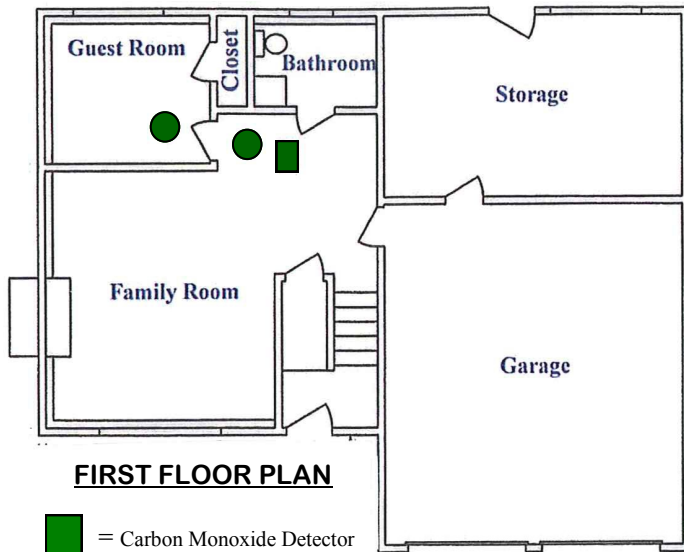 Guest Room
Closet
Bathroom
Storage
Family Room
Garage
FIRST FLOOR PLAN
= Carbon Monoxide Detector